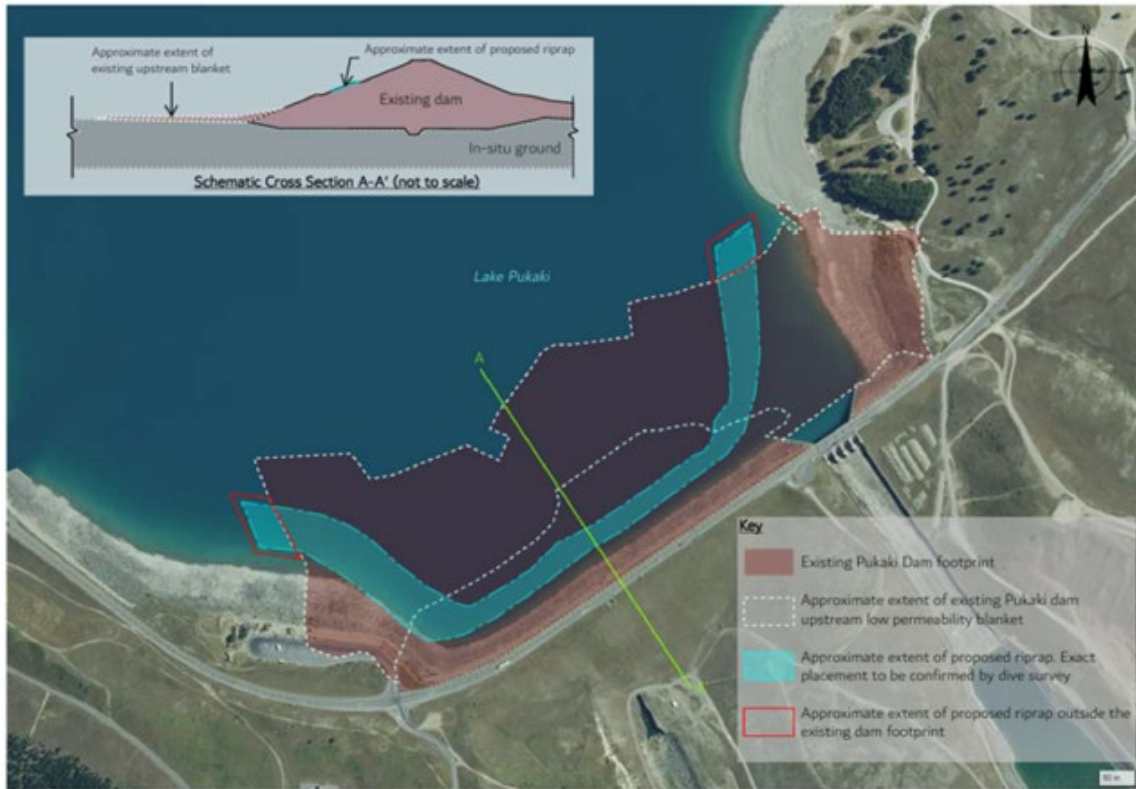 Approximate extent of
existing upstream blanket
Approximate extent of proposed riprap
Existing dam
In-situ ground
Schematic Cross Section A-A' (not to scale)
N
Lake Pukaki
A
Key
Existing Pukaki Dam footprint
Approximate extent of existing Pukaki dam
upstream low permeability blanket
Approximate extent of proposed riprap. Exact
placement to be confirmed by dive survey
Approximate extent of proposed riprap outside the
existing dam footprint